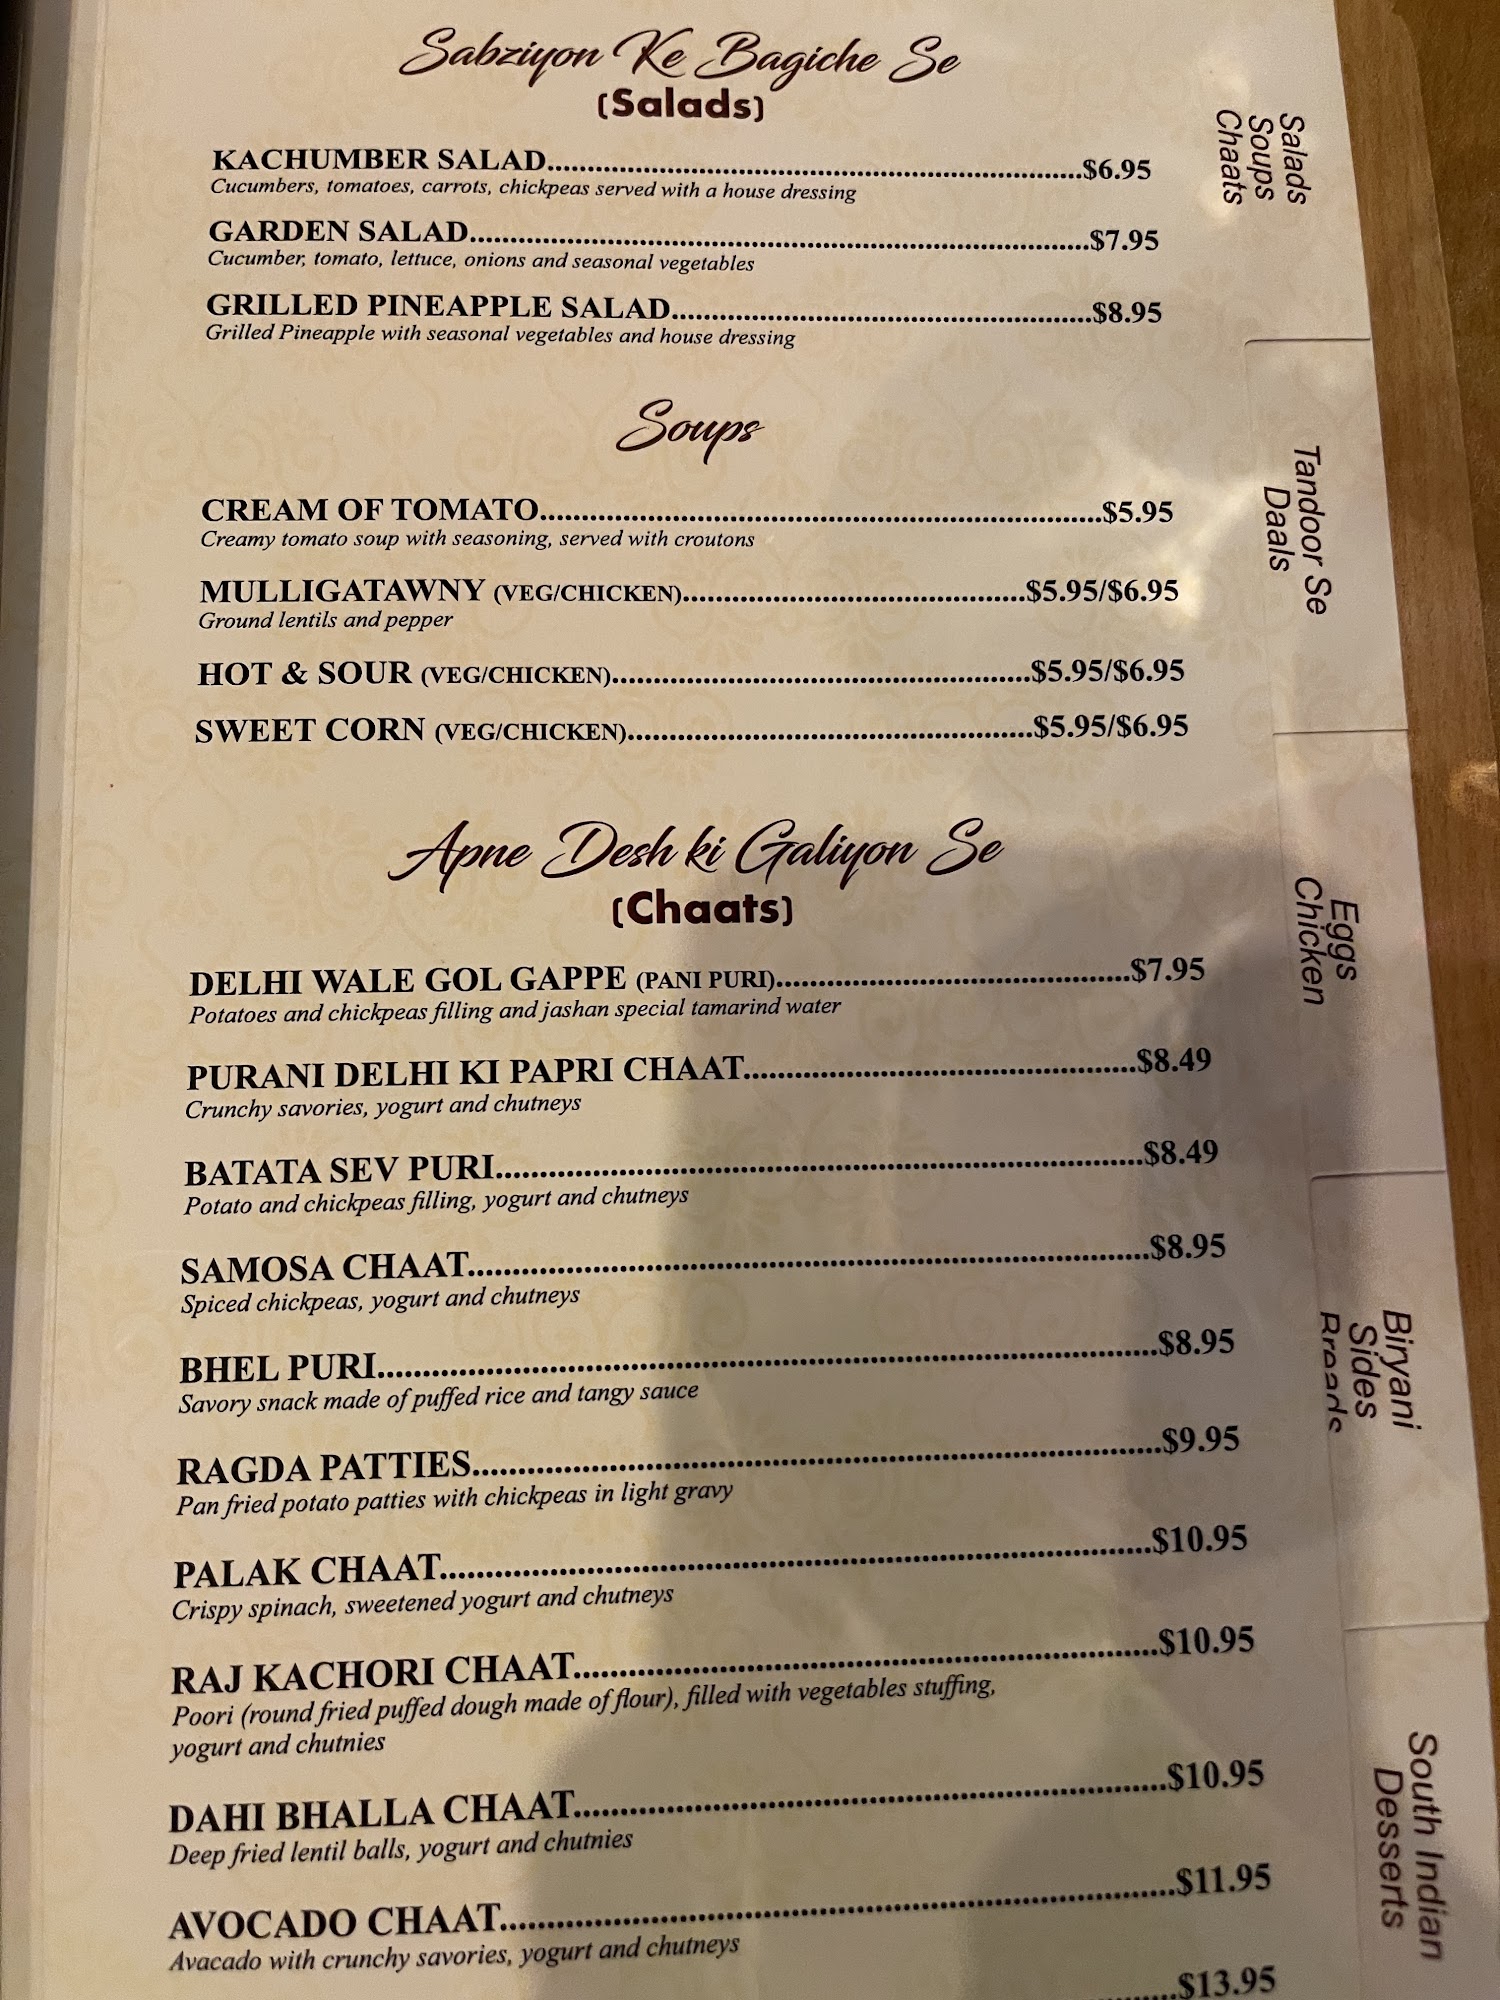 Sabziyon Ke Bagiche Se
(Salads)
KACHUMBER SALAD.....$6.95
Cucumbers, tomatoes, carrots, chickpeas served with a house dressing
GARDEN SALAD.....$7.95
Cucumber, tomato, lettuce, onions and seasonal vegetables
GRILLED PINEAPPLE SALAD.....$8.95
Grilled Pineapple with seasonal vegetables and house dressing
Soups
CREAM OF TOMATO.....$5.95
Creamy tomato soup with seasoning, served with croutons
MULLIGATAWNY (VEG/CHICKEN).....$5.95/$6.95
Ground lentils and pepper
HOT & SOUR (VEG/CHICKEN).....$5.95/$6.95
SWEET CORN (VEG/CHICKEN).....$5.95/$6.95
Apne Desh ki Galiyon Se
(Chaats)
DELHI WALE GOL GAPPE (PANI PURI).....$7.95
Potatoes and chickpeas filling and jashan special tamarind water
PURANI DELHI KI PAPRI CHAAT.....$8.49
Crunchy savories, yogurt and chutneys
BATATA SEV PURI.....$8.49
Potato and chickpeas filling, yogurt and chutneys
SAMOSA CHAAT.....$8.95
Spiced chickpeas, yogurt and chutneys
BHEL PURI.....$8.95
Savory snack made of puffed rice and tangy sauce
RAGDA PATTIES.....$9.95
Pan fried potato patties with chickpeas in light gravy
PALAK CHAAT.....$10.95
Crispy spinach, sweetened yogurt and chutneys
RAJ KACHORI CHAAT.....$10.95
Poori (round fried puffed dough made of flour), filled with vegetables stuffing,
yogurt and chutnies
DAHI BHALLA CHAAT.....$10.95
Deep fried lentil balls, yogurt and chutnies
AVOCADO CHAAT.....$11.95
Avacado with crunchy savories, yogurt and chutneys
.....$13.95
Salads
Soups
Chaats
Tandoor Se
Daals
Eggs
Chicken
Biryani
Sides
Breads
South Indian
Desserts